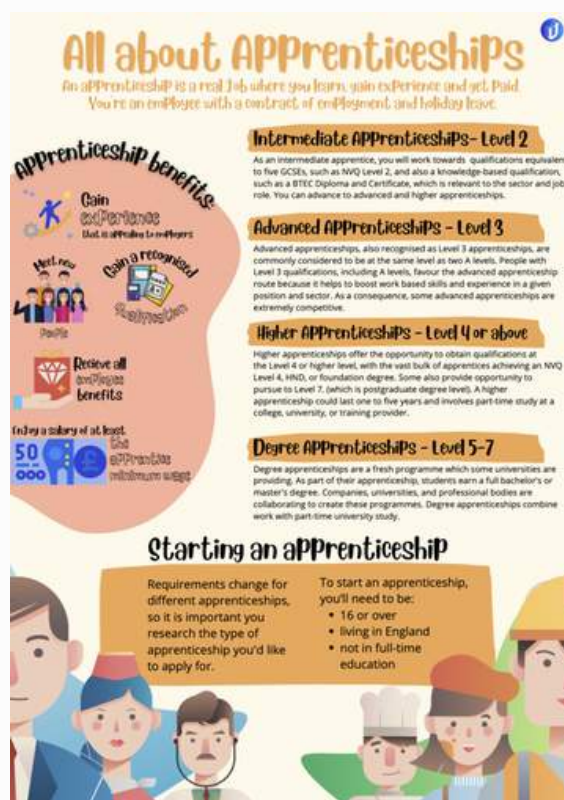 All about Apprenticeships
An apprenticeship is a real Job where you learn, gain experience and get Paid.
You're an employee with a contract of employment and holiday leave.
Apprenticeship benefits:
Gain
experience
that is appealing to employers
Meet new
People
Gain a recognised
Qualification
Recieve all
employee
benefits
Enjoy a salary of at least
the
apprentice
minimum wage
50
Intermediate Apprenticeships- Level 2
As an intermediate apprentice, you will work towards qualifications equivalen
to five GCSEs, such as NVQ Level 2, and also a knowledge-based qualification,
such as a BTEC Diploma and Certificate, which is relevant to the sector and job
role. You can advance to advanced and higher apprenticeships.
Advanced Apprenticeships - Level 3
Advanced apprenticeships, also recognised as Level 3 apprenticeships, are
commonly considered to be at the same level as two A levels. People with
Level 3 qualifications, including A levels, favour the advanced apprenticeship
route because it helps to boost work based skills and experience in a given
position and sector. As a consequence, some advanced apprenticeships are
extremely competitive.
Higher Apprenticeships - Level 4 or above
Higher apprenticeships offer the opportunity to obtain qualifications at
the Level 4 or higher level, with the vast bulk of apprentices achieving an NVQ
Level 4, HND, or foundation degree. Some also provide opportunity to
pursue to Level 7, (which is postgraduate degree level). A higher
apprenticeship could last one to five years and involves part-time study at a
college, university, or training provider.
Degree Apprenticeships - Level 5-7
Degree apprenticeships are a fresh programme which some universities are
providing. As part of their apprenticeship, students earn a full bachelor's or
master's degree. Companies, universities, and professional bodies are
collaborating to create these programmes. Degree apprenticeships combine
work with part-time university study.
Starting an apprenticeship
Requirements change for
different apprenticeships,
so it is important you
research the type of
apprenticeship you'd like
to apply for.
To start an apprenticeship,
you'll need to be:
• 16 or over
• living in England
• not in full-time
education